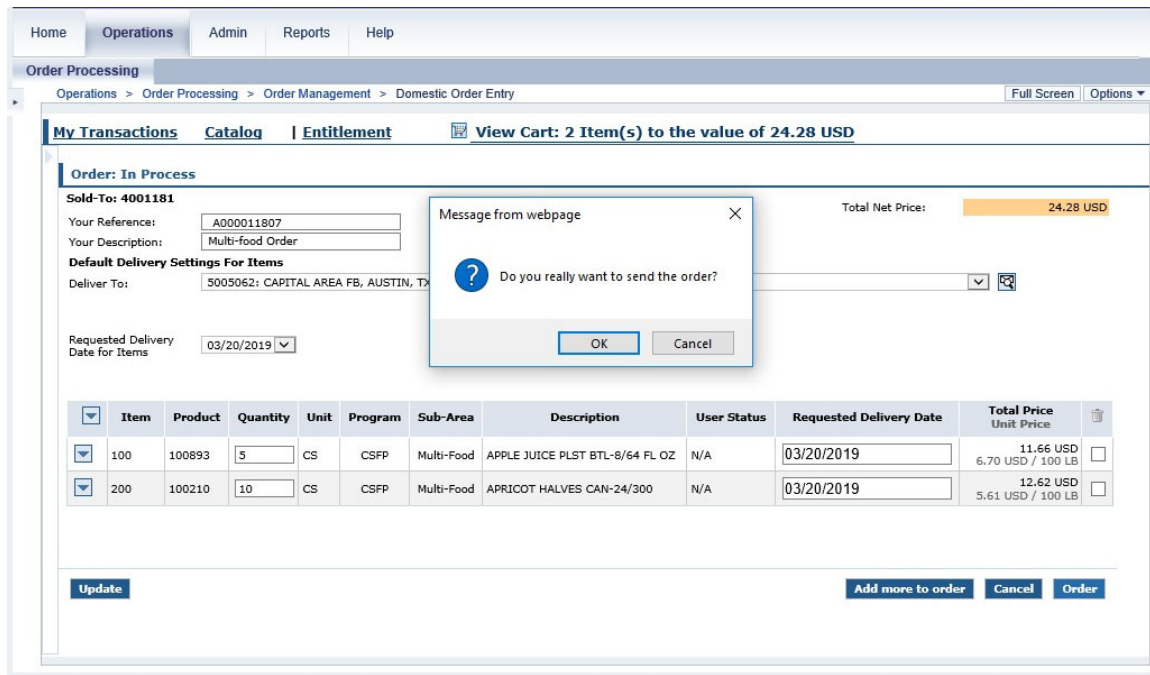 Home Operations Admin Reports Help
Order Processing
Operations > Order Processing > Order Management > Domestic Order Entry Full Screen Options
My Transactions Catalog | Entitlement View Cart: 2 Item(s) to the value of 24.28 USD
Order: In Process
Sold-To: 4001181
Your Reference: A000011807
Total Net Price: 24.28 USD
Your Description: Multi-food Order
Default Delivery Settings For Items
Deliver To: 5005062: CAPITAL AREA FB, AUSTIN, TX
Requested Delivery
Date for Items 03/20/2019
Message from webpage
? Do you really want to send the order?
OK Cancel
Item Product Quantity Unit Program Sub-Area Description User Status Requested Delivery Date Total Price
Unit Price
100 100893 5 CS CSFP Multi-Food APPLE JUICE PLST BTL-8/64 FL OZ N/A 03/20/2019 11.66 USD
6.70 USD / 100 LB
200 100210 10 CS CSFP Multi-Food APRICOT HALVES CAN-24/300 N/A 03/20/2019 12.62 USD
5.61 USD / 100 LB
Update Add more to order Cancel Order